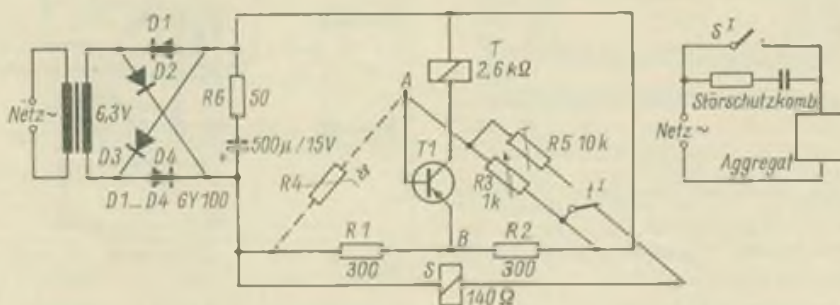 D1
D2
D3
D4
D1...D4 GY100
Netz~
6,3V
R6
50
500µ/15V
+
A
R4
ϑ
T
2,6kΩ
T1
R5 10k
R3
1k
t I
R1
300
B
R2
300
S
140Ω
S I
Störschutzkomb.
Netz~
Aggregat